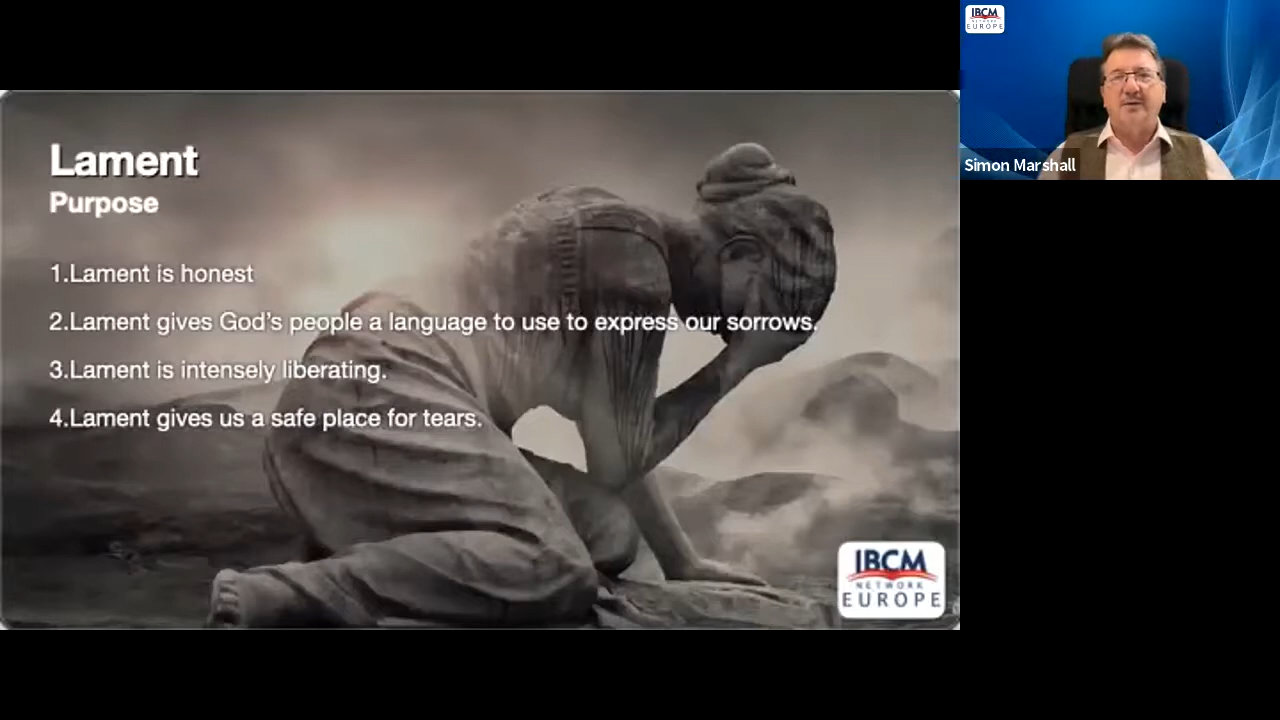 Lament
Purpose
1.Lament is honest
2.Lament gives God's people a language to use to express our sorrows.
3.Lament is intensely liberating.
4.Lament gives us a safe place for tears.
IBCM
NETWORK
EUROPE
IBCM
NETWORK
EUROPE
Simon Marshall